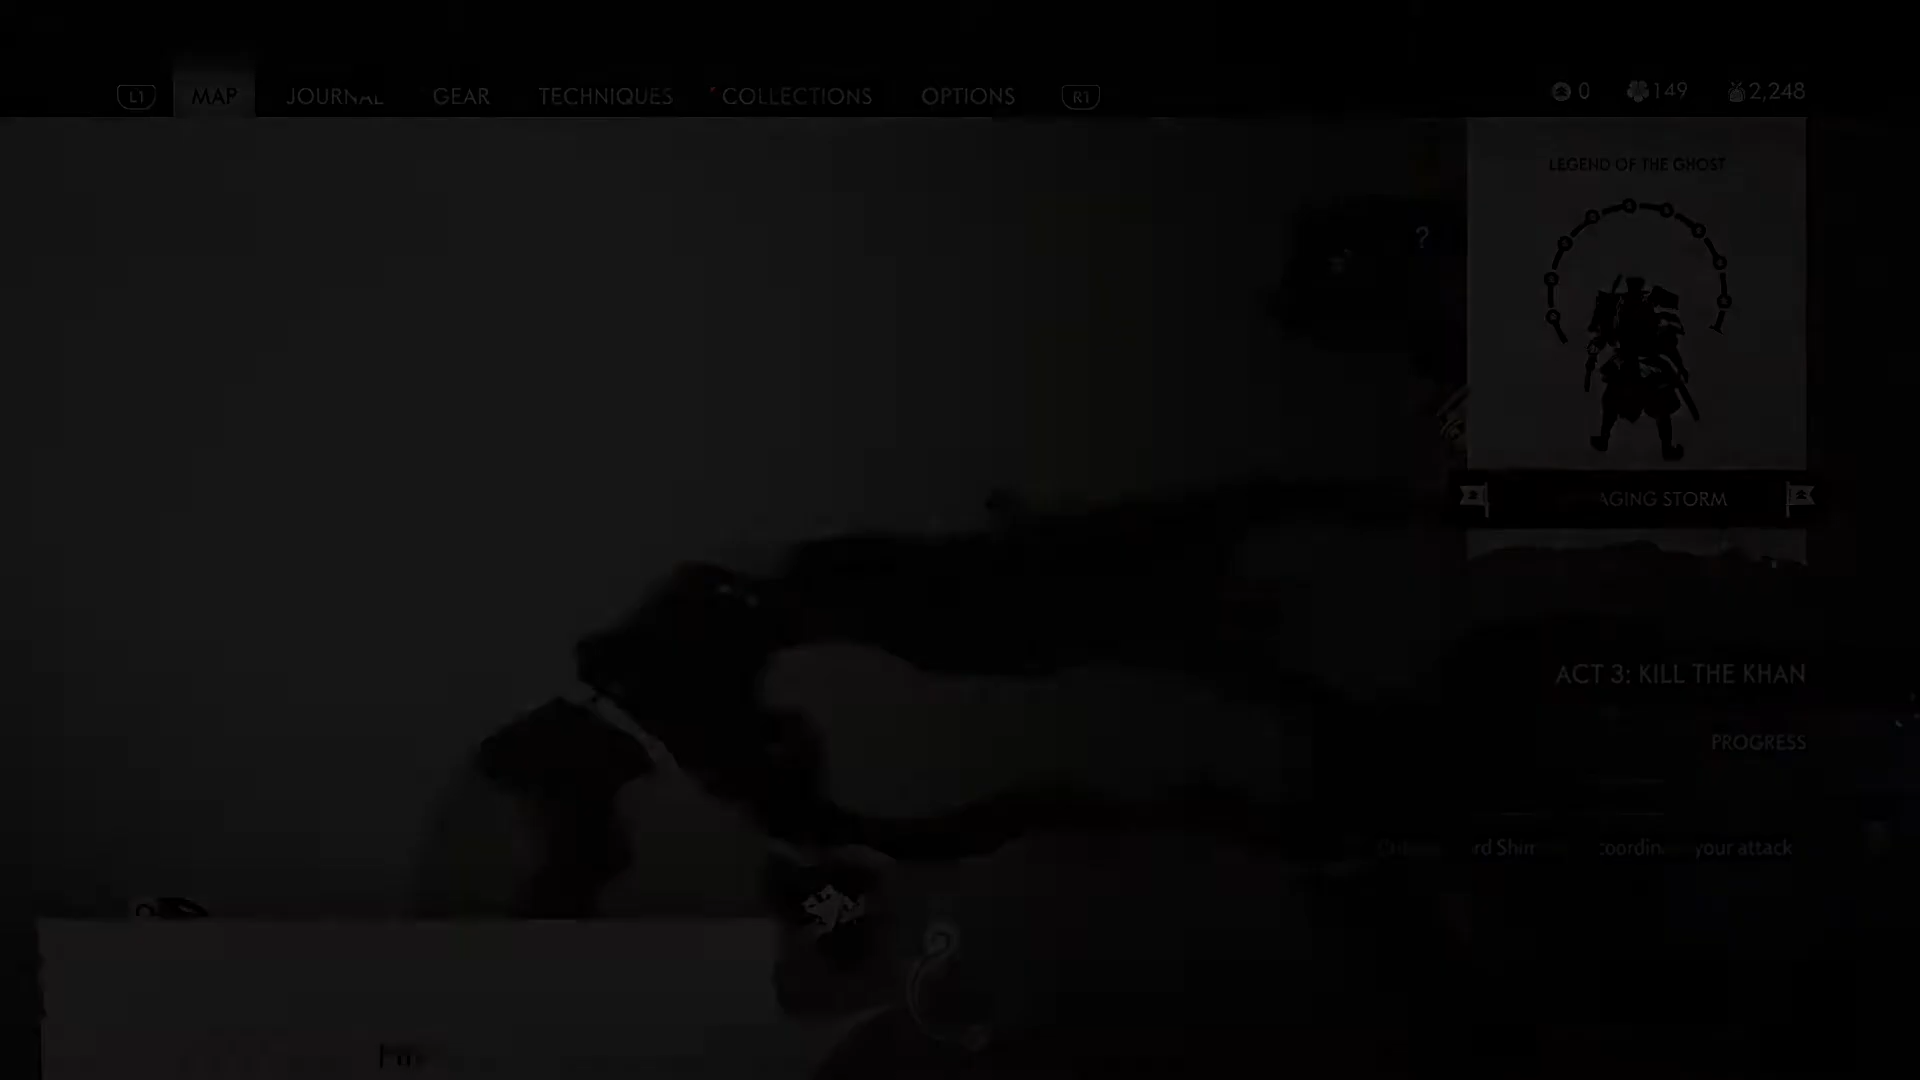 L1 MAP JOURNAL GEAR TECHNIQUES COLLECTIONS OPTIONS R1 0 149 2,248
LEGEND OF THE GHOST
?
AGING STORM
ACT 3: KILL THE KHAN
PROGRESS
your attack